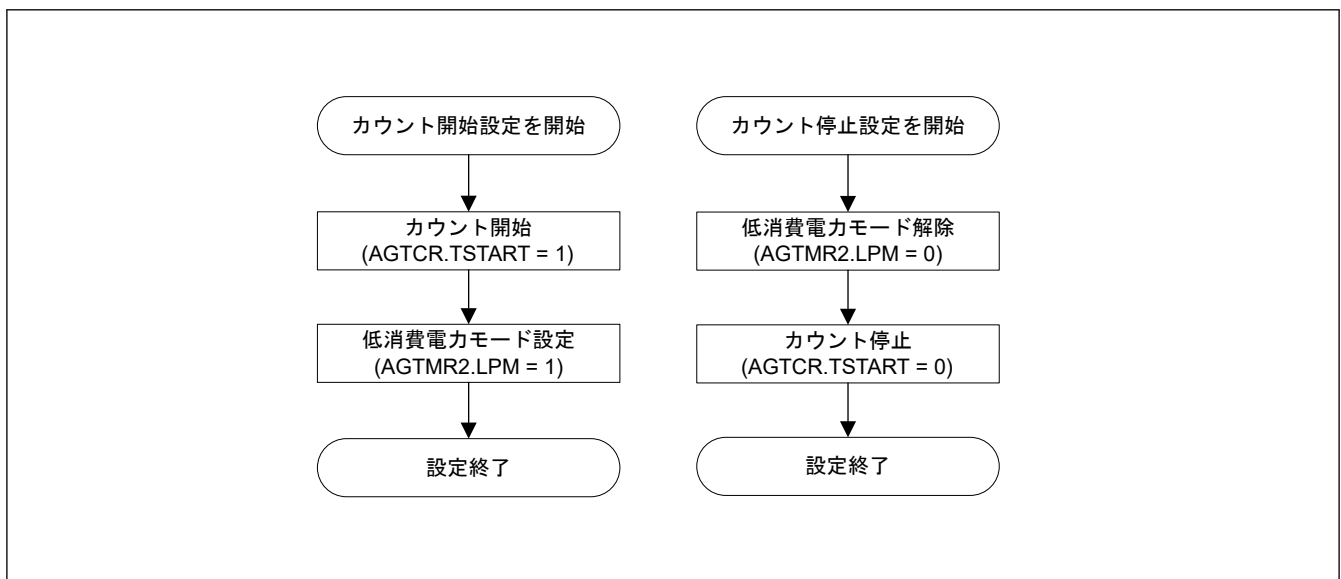 カウント開始設定を開始
カウント開始
(AGTCR.TSTART = 1)
低消費電力モード設定
(AGTMR2.LPM = 1)
設定終了
カウント停止設定を開始
低消費電力モード解除
(AGTMR2.LPM = 0)
カウント停止
(AGTCR.TSTART = 0)
設定終了